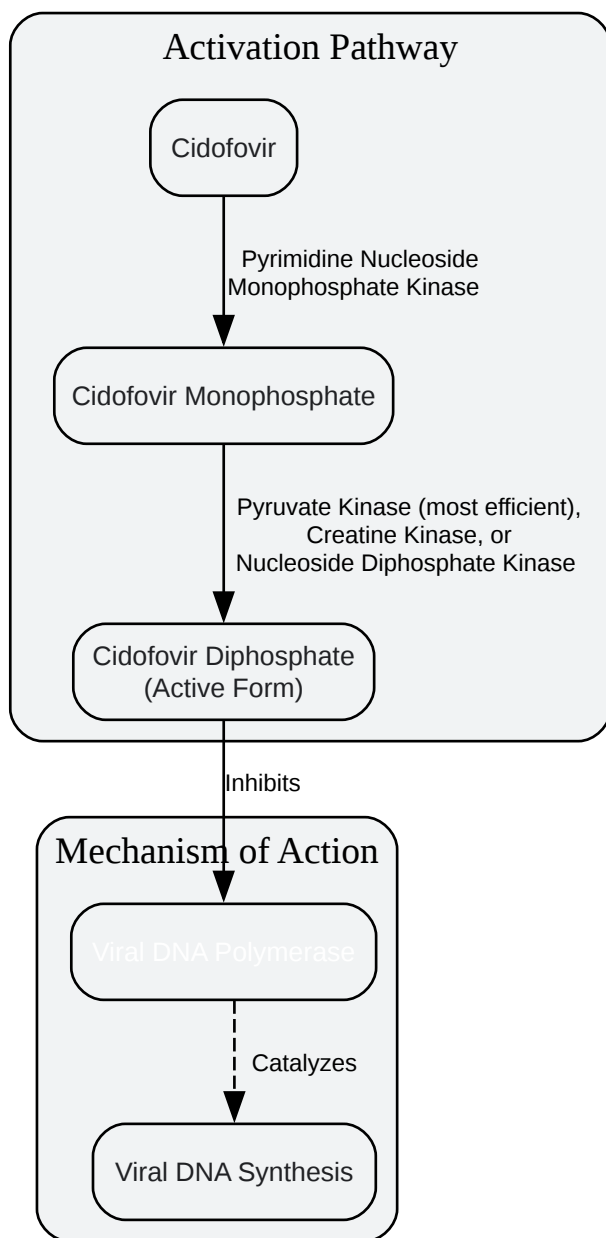 Activation Pathway
Cidofovir
Pyrimidine Nucleoside
Monophosphate Kinase
Cidofovir Monophosphate
Pyruvate Kinase (most efficient),
Creatine Kinase, or
Nucleoside Diphosphate Kinase
Cidofovir Diphosphate
(Active Form)
Inhibits
Mechanism of Action
Viral DNA Polymerase
Catalyzes
Viral DNA Synthesis